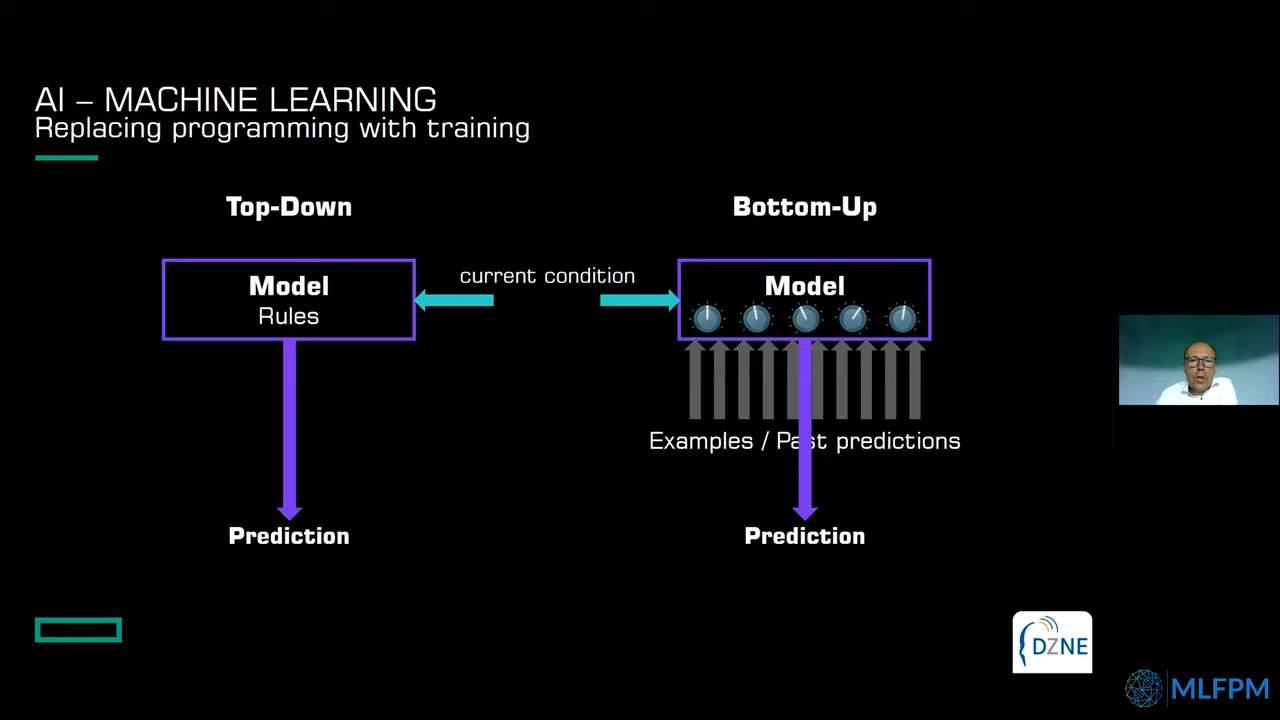 AI – MACHINE LEARNING
Replacing programming with training
Top-Down
Bottom-Up
Model
Rules
current condition
Model
Examples / Past predictions
Prediction
Prediction
DZNE
MLFPM